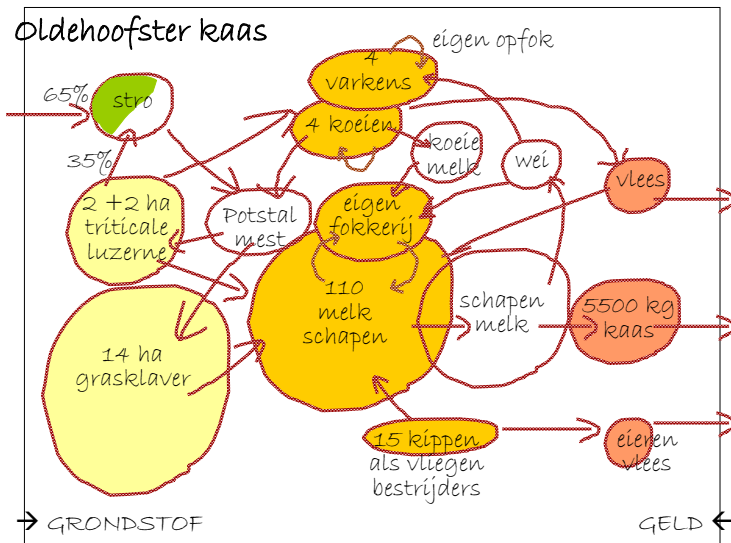 Oldehoofster kaas
eigen opfok
4
varkens
65%
stro
4 koeien
koeie
melk
wei
35%
vlees
2 +2 ha
triticale
luzerne
Potstal
mest
eigen
fokkerij
110
melk
schapen
schapen
melk
5500 kg
kaas
14 ha
grasklaver
15 kippen
als vliegen
bestrijders
eieren
vlees
→ GRONDSTOF
GELD ←